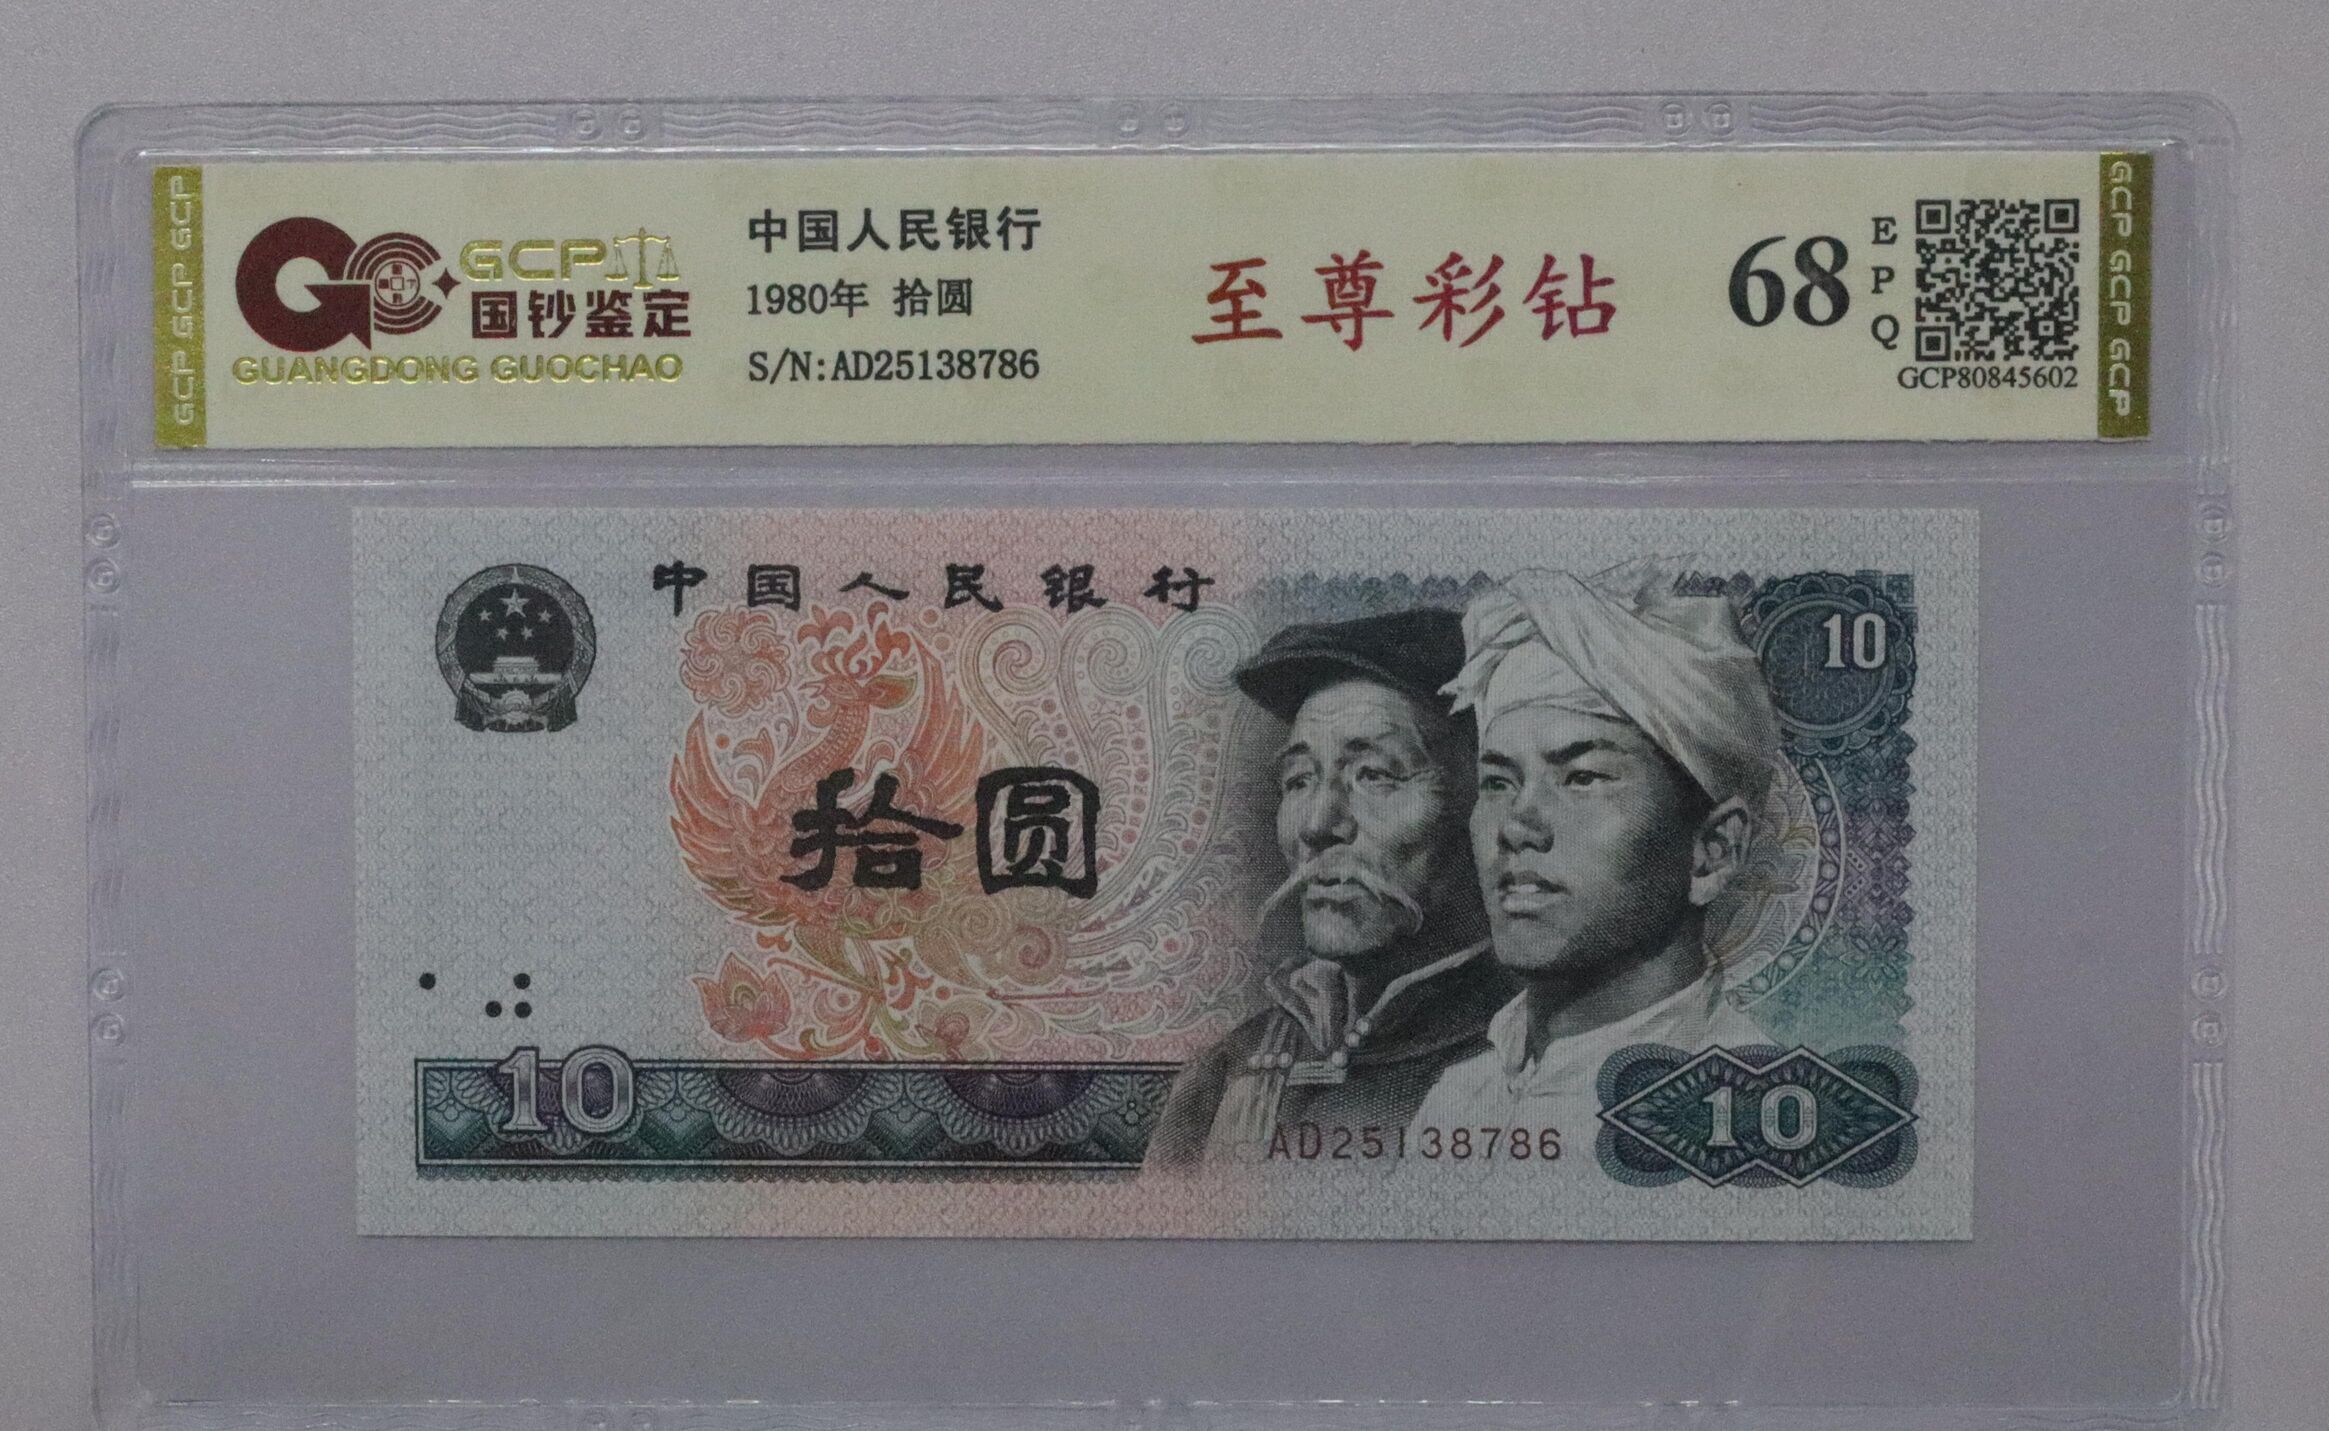 GCP
国钞鉴定
GUANGDONG GUOCHAO
中国人民银行
1980年 拾圆
S/N:AD25138786
至尊彩钻
68
EPQ
GCP80845602
GCP GCP GCP
GCP GCP GCP
中国人民银行
10
拾圆
10
AD25138786
10